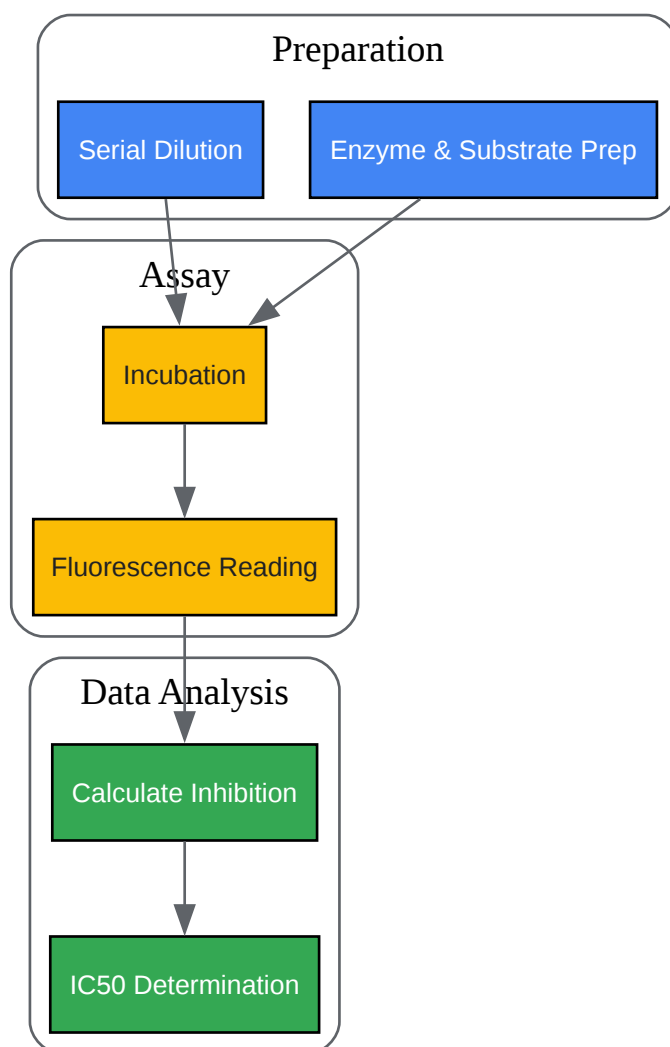 Preparation
Serial Dilution
Enzyme & Substrate Prep
Assay
Incubation
Fluorescence Reading
Data Analysis
Calculate Inhibition
IC50 Determination